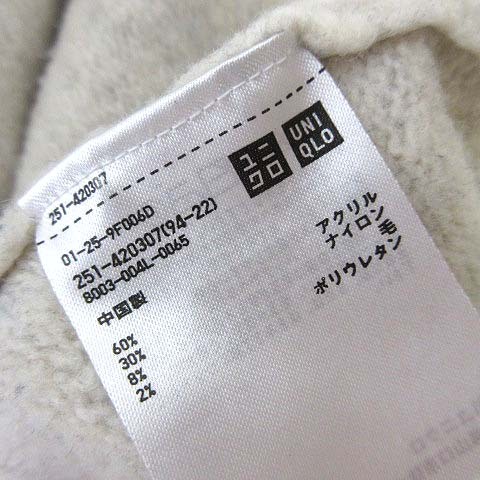 251-420307
ユニ
クロ
UNI
QLO
01-25-9F006D
251-420307(94-22)
8003-004L-0065
中国製
アクリル 60%
ナイロン 30%
毛 8%
ポリウレタン 2%